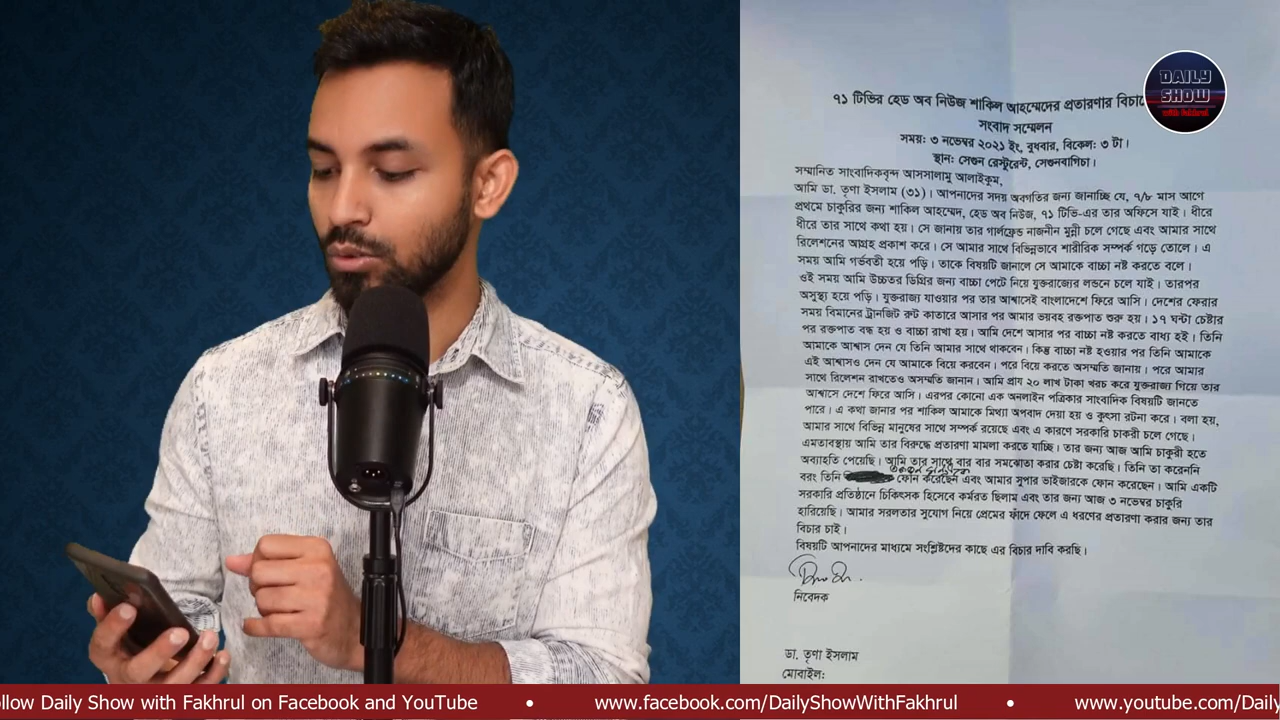 DAILY
SHOW
with Fakhrul
৭১ টিভির হেড অব নিউজ শাকিল আহম্মেদের প্রতারণার বিচা
সংবাদ সম্মেলন
সময়: ৩ নভেম্বর ২০২১ ইং, বুধবার, বিকেল: ৩ টা।
স্থান: সেগুন রেস্টুরেন্ট, সেগুনবাগিচা।
সম্মানিত সাংবাদিকবৃন্দ আসসালামু আলাইকুম,
আমি ডা. তৃণা ইসলাম (৩১)। আপনাদের সদয় অবগতির জন্য জানাচ্ছি যে, ৭/৮ মাস আগে
প্রথমে চাকুরির জন্য শাকিল আহমেদ, হেড অব নিউজ, ৭১ টিভি-এর তার অফিসে যাই। ধীরে
ধীরে তার সাথে কথা হয়। সে জানায় তার গার্লফ্রেন্ড নাজনীন মুন্নী চলে গেছে এবং আমার সাথে
রিলেশনের আগ্রহ প্রকাশ করে। সে আমার সাথে বিভিন্নভাবে শারীরিক সম্পর্ক গড়ে তোলে। এ
সময় আমি গর্ভবতী হয়ে পড়ি। তাকে বিষয়টি জানালে সে আমাকে বাচ্চা নষ্ট করতে বলে।
ওই সময় আমি উচ্চতর ডিগ্রির জন্য বাচ্চা পেটে নিয়ে যুক্তরাজ্যের লন্ডনে চলে যাই। তারপর
অসুস্থ্য হয়ে পড়ি। যুক্তরাজ্য যাওয়ার পর তার আশ্বাসেই বাংলাদেশে ফিরে আসি। দেশের ফেরার
সময় বিমানের ট্রানজিট রুট কাতারে আসার পর আমার ভয়বহ রক্তপাত শুরু হয়। ১৭ ঘন্টা চেষ্টার
পর রক্তপাত বন্ধ হয় ও বাচ্চা রাখা হয়। আমি দেশে আসার পর বাচ্চা নষ্ট করতে বাধ্য হই। তিনি
আমাকে আশ্বাস দেন যে তিনি আমার সাথে থাকবেন। কিন্তু বাচ্চা নষ্ট হওয়ার পর তিনি আমাকে
এই আশ্বাসও দেন যে আমাকে বিয়ে করবেন। পরে বিয়ে করতে অসম্মতি জানায়। পরে আমার
সাথে রিলেশন রাখতেও অসম্মতি জানান। আমি প্রায় ২০ লাখ টাকা খরচ করে যুক্তরাজ্য গিয়ে তার
আশ্বাসে দেশে ফিরে আসি। এরপর কোনো এক অনলাইন পত্রিকার সাংবাদিক বিষয়টি জানতে
পারে। এ কথা জানার পর শাকিল আমাকে মিথ্যা অপবাদ দেয়া হয় ও কুৎসা রটনা করে। বলা হয়,
আমার সাথে বিভিন্ন মানুষের সাথে সম্পর্ক রয়েছে এবং এ কারণে সরকারি চাকরী চলে গেছে।
এমতাবস্থায় আমি তার বিরুদ্ধে প্রতারণা মামলা করতে যাচ্ছি। তার জন্য আজ আমি চাকুরী হতে
অব্যাহতি পেয়েছি। আমি তার সাথে বার বার সমঝোতা করার চেষ্টা করেছি। তিনি তা করেননি
বরং তিনি ফোন করেছেন এবং আমার সুপার ভাইজারকে ফোন করেছেন। আমি একটি
সরকারি প্রতিষ্ঠানে চিকিৎসক হিসেবে কর্মরত ছিলাম এবং তার জন্য আজ ৩ নভেম্বর চাকুরি
হারিয়েছি। আমার সরলতার সুযোগ নিয়ে প্রেমের ফাঁদে ফেলে এ ধরণের প্রতারণা করার জন্য তার
বিচার চাই।
বিষয়টি আপনাদের মাধ্যমে সংশ্লিষ্টদের কাছে এর বিচার দাবি করছি।
নিবেদক
ডা. তৃণা ইসলাম
মোবাইল:
ollow Daily Show with Fakhrul on Facebook and YouTube • www.facebook.com/DailyShowWithFakhrul • www.youtube.com/Daily